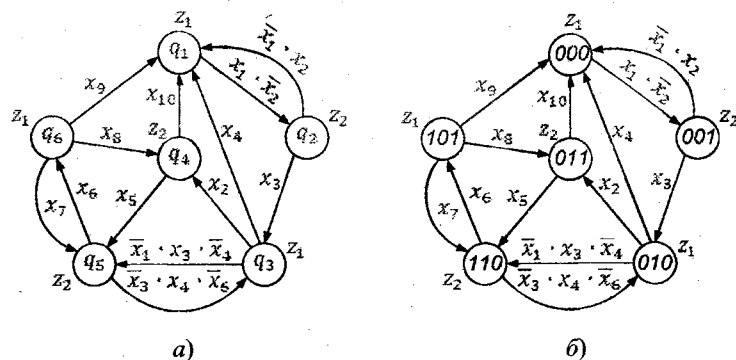 Z₁
q₁
x̄₁ · x₂
x₁ · x̄₂
x₉
x₁₀
Z₁
q₆
x₈
Z₂
q₄
x₄
q₂
Z₂
x₇
x₆
x₅
x₂
x₃
x̄₁ · x₃ · x̄₄
q₅
Z₂
x̄₃ · x₄ · x̄₆
q₃
Z₁
а)
Z₁
000
x̄₁ · x₂
x₁ · x̄₂
x₉
x₁₀
Z₁
101
x₈
Z₂
011
x₄
001
Z₂
x₇
x₆
x₅
x₂
x₃
x̄₁ · x₃ · x̄₄
110
Z₂
x̄₃ · x₄ · x̄₆
010
Z₁
б)